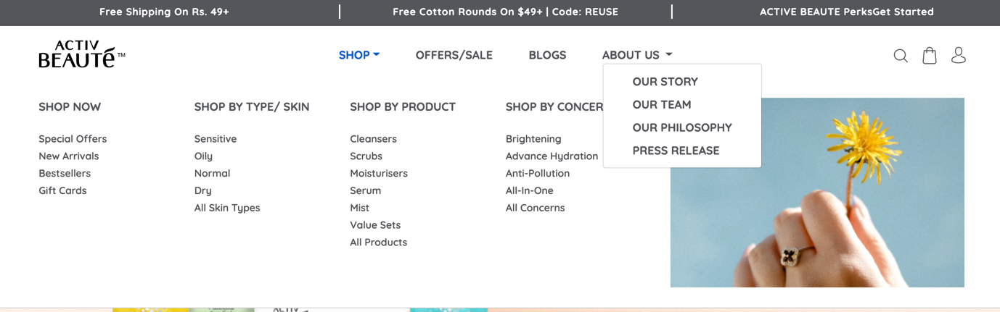 Free Shipping On Rs. 49+ | Free Cotton Rounds On $49+ | Code: REUSE | ACTIVE BEAUTE PerksGet Started
ACTIV
BEAUTé™
SHOP OFFERS/SALE BLOGS ABOUT US
OUR STORY
OUR TEAM
OUR PHILOSOPHY
PRESS RELEASE
SHOP NOW
Special Offers
New Arrivals
Bestsellers
Gift Cards
SHOP BY TYPE/ SKIN
Sensitive
Oily
Normal
Dry
All Skin Types
SHOP BY PRODUCT
Cleansers
Scrubs
Moisturisers
Serum
Mist
Value Sets
All Products
SHOP BY CONCER
Brightening
Advance Hydration
Anti-Pollution
All-In-One
All Concerns
ACTIV